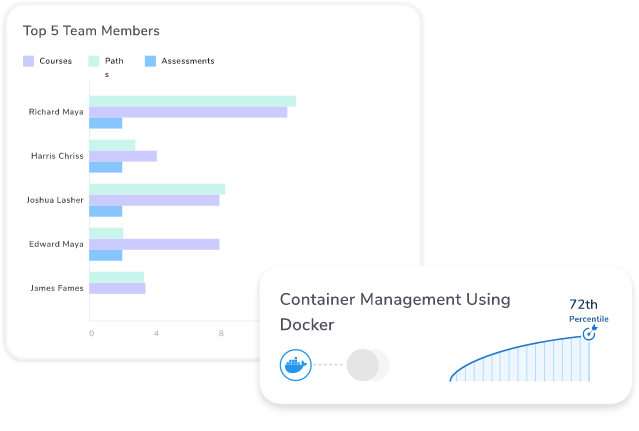 Top 5 Team Members
Courses
Path
s
Assessments
Richard Maya
Harris Chriss
Joshua Lasher
Edward Maya
James Fames
0 4 8
Container Management Using
Docker
72th
Percentile